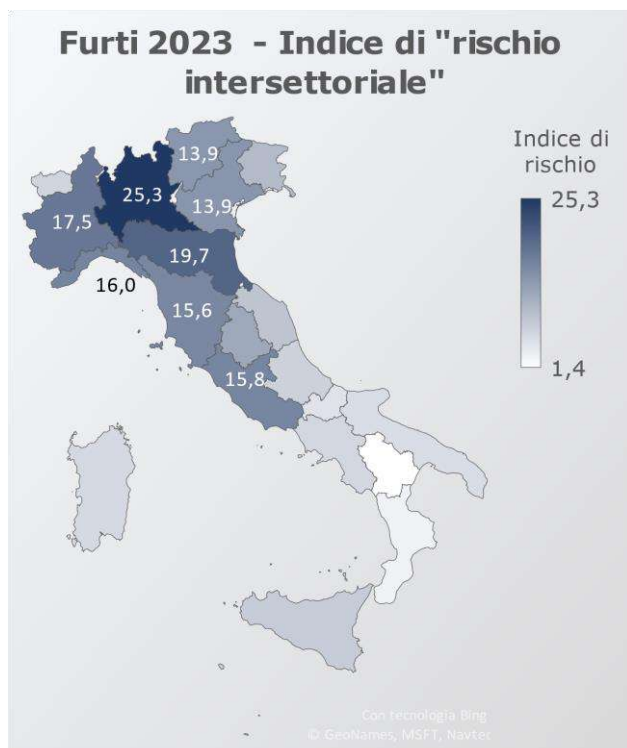 Furti 2023 - Indice di "rischio
intersettoriale"
Indice di
rischio
25,3
1,4
13,9
25,3
13,9
17,5
19,7
16,0
15,6
15,8
Con tecnologia Bing
© GeoNames, MSFT, Navteq